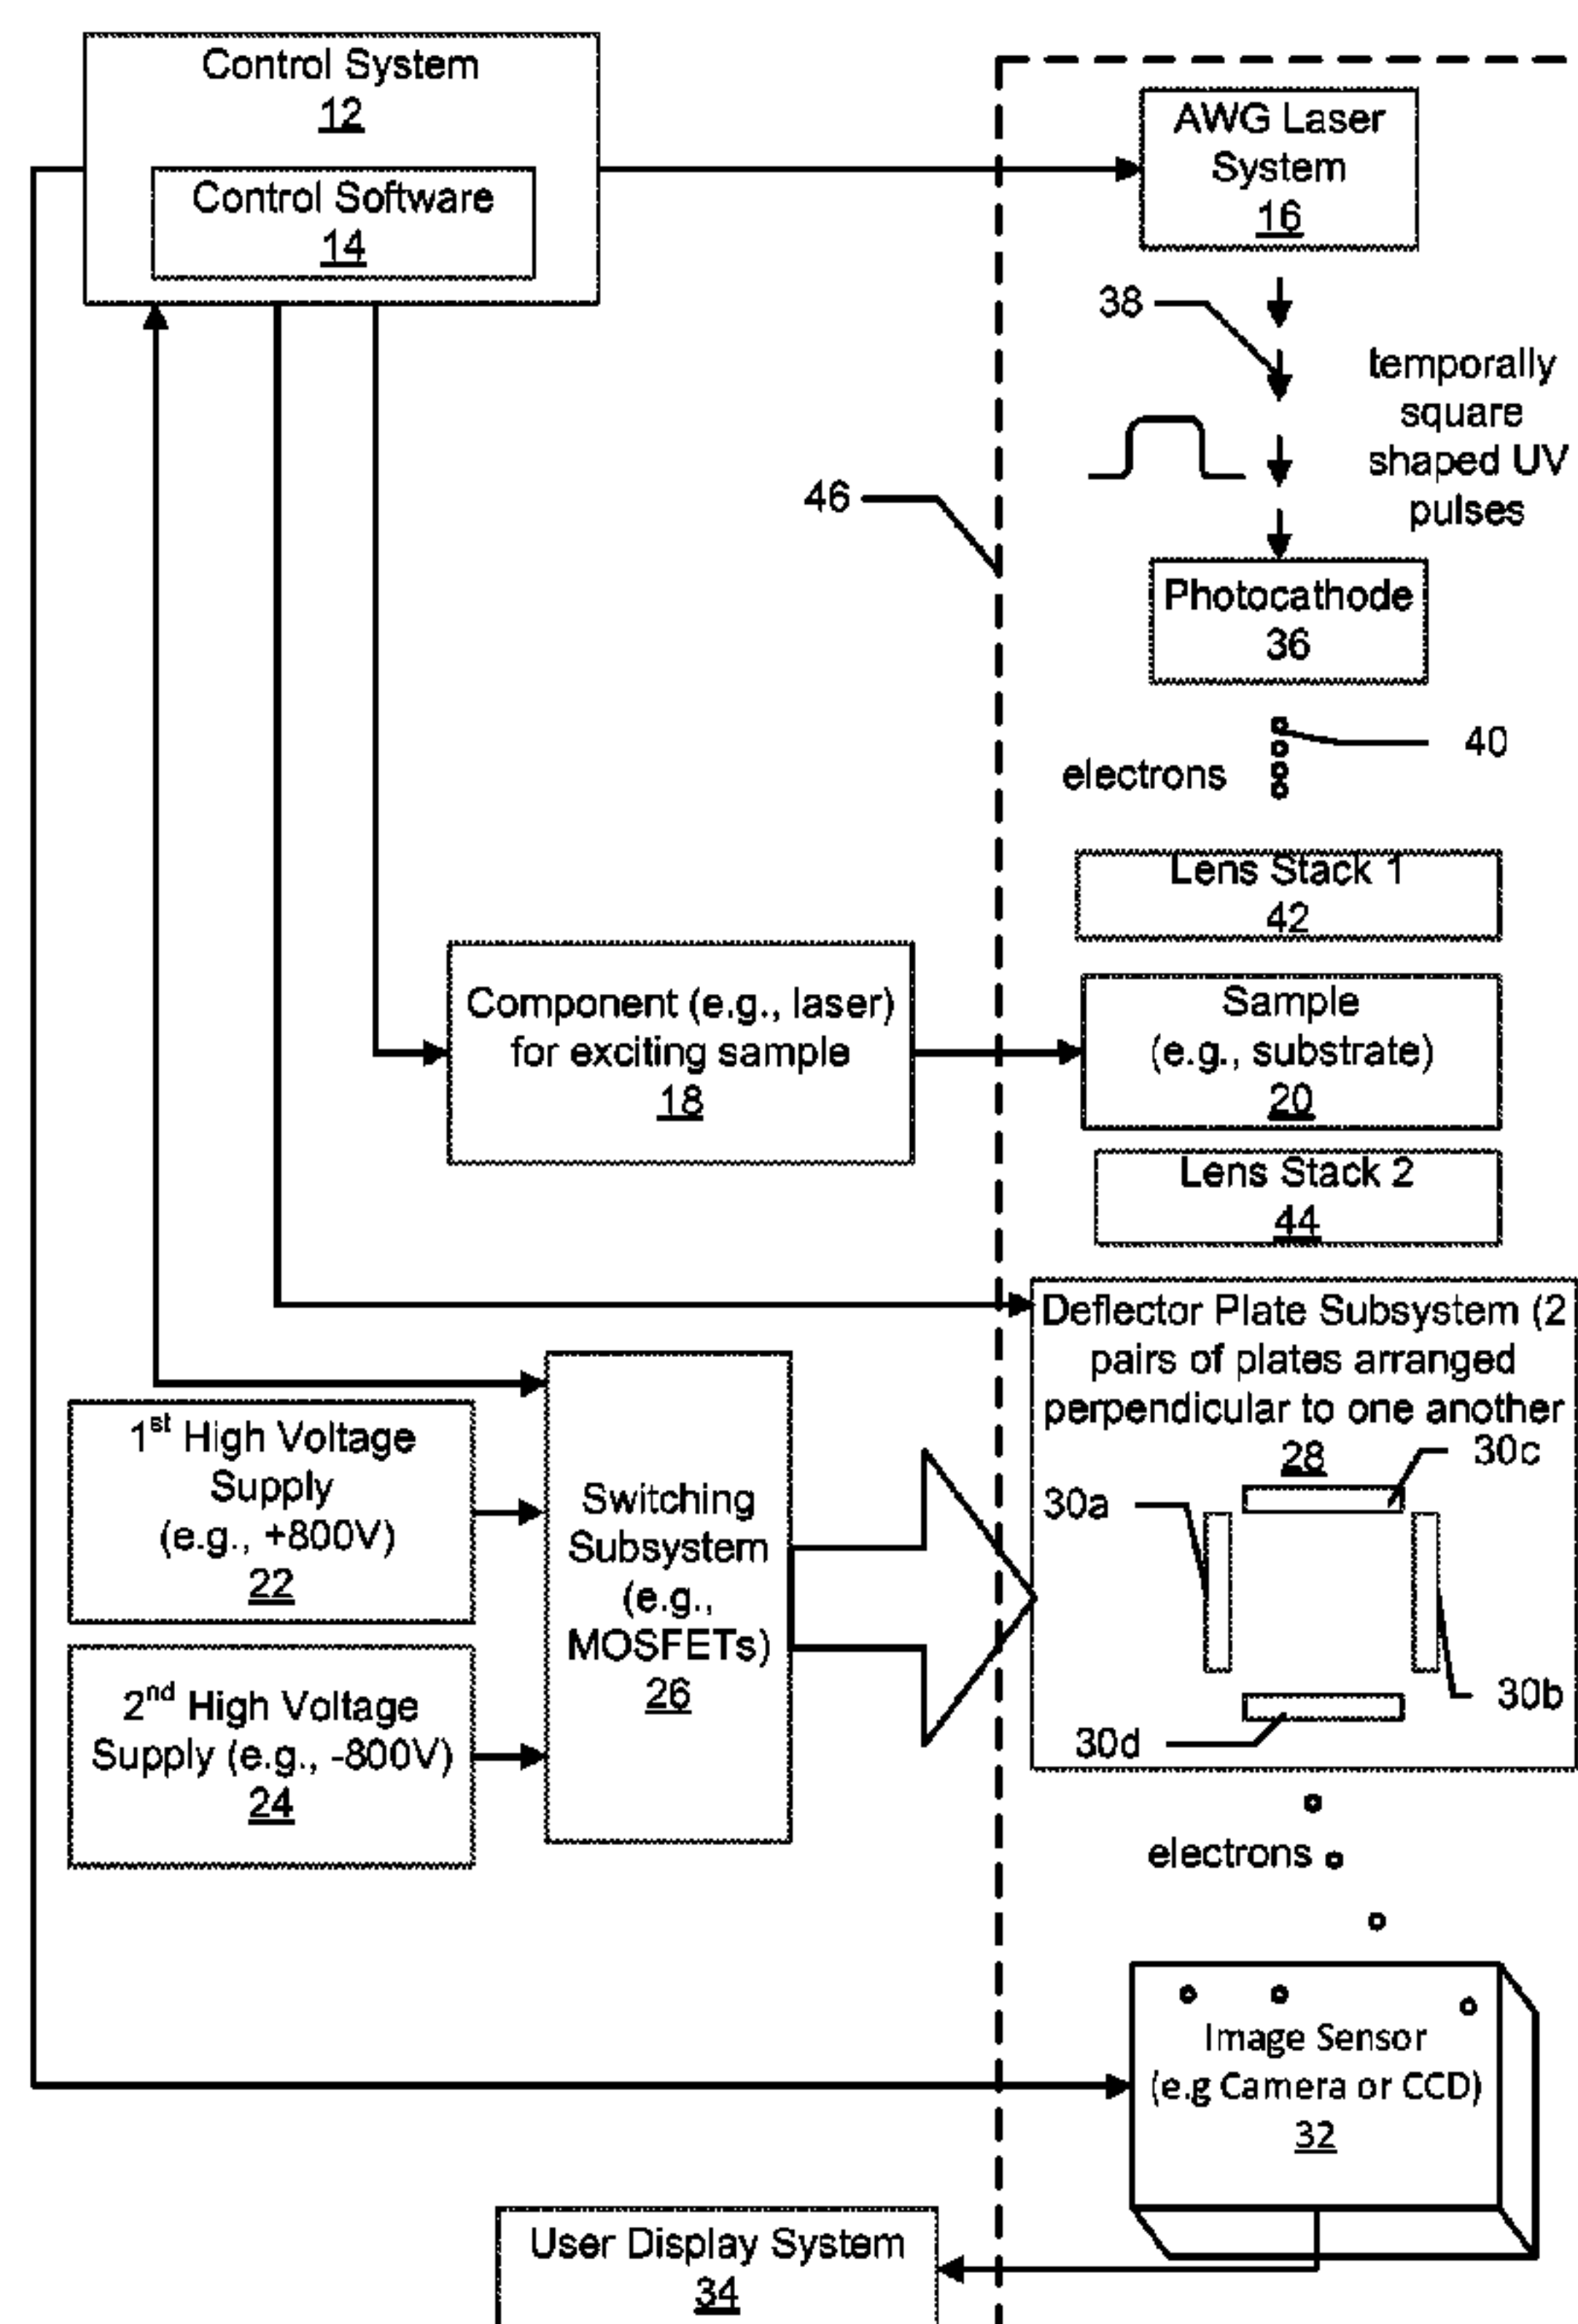 Control System
12
Control Software
14
AWG Laser
System
16
38
temporally
square
shaped UV
pulses
46
Photocathode
36
40
electrons
Lens Stack 1
42
Component (e.g., laser)
for exciting sample
18
Sample
(e.g., substrate)
20
Lens Stack 2
44
Deflector Plate Subsystem (2
pairs of plates arranged
perpendicular to one another
28
30c
30a
30b
30d
1st High Voltage
Supply
(e.g., +800V)
22
2nd High Voltage
Supply (e.g., -800V)
24
Switching
Subsystem
(e.g.,
MOSFETs)
26
electrons
Image Sensor
(e.g Camera or CCD)
32
User Display System
34